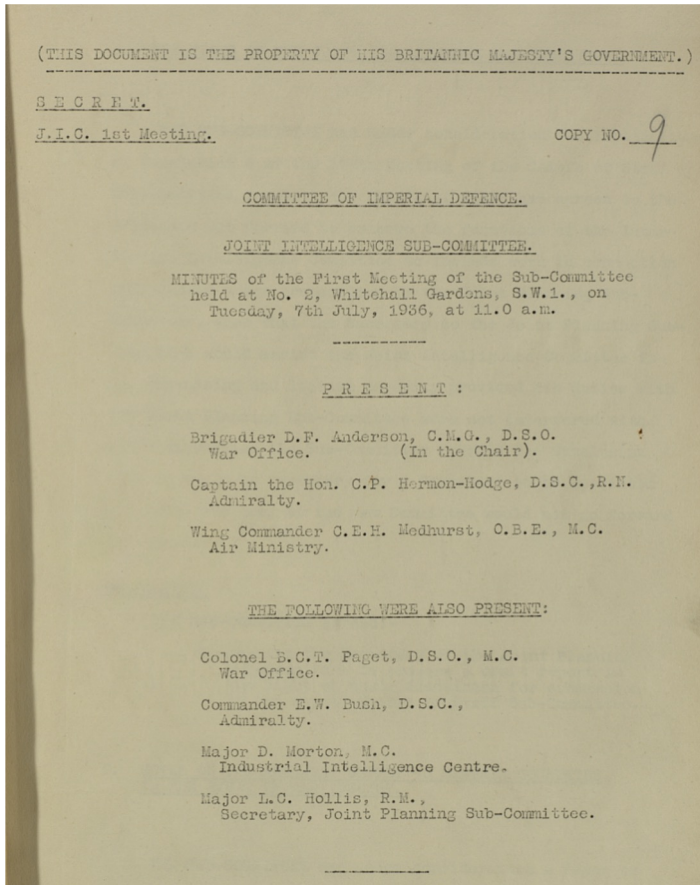 (THIS DOCUMENT IS THE PROPERTY OF HIS BRITANNIC MAJESTY'S GOVERNMENT.)
S E C R E T.
J.I.C. 1st Meeting.
COPY NO. 9
COMMITTEE OF IMPERIAL DEFENCE.
JOINT INTELLIGENCE SUB-COMMITTEE.
MINUTES of the First Meeting of the Sub-Committee
held at No. 2, Whitehall Gardens, S.W.1., on
Tuesday, 7th July, 1936, at 11.0 a.m.
P R E S E N T :
Brigadier D.F. Anderson, C.M.G., D.S.O.
War Office. (In the Chair).
Captain the Hon. C.P. Hermon-Hodge, D.S.C.,R.N.
Admiralty.
Wing Commander C.E.H. Medhurst, O.B.E., M.C.
Air Ministry.
THE FOLLOWING WERE ALSO PRESENT:
Colonel B.C.T. Paget, D.S.O., M.C.
War Office.
Commander E.W. Bush, D.S.C.,
Admiralty.
Major D. Morton, M.C.
Industrial Intelligence Centre.
Major L.C. Hollis, R.M.,
Secretary, Joint Planning Sub-Committee.